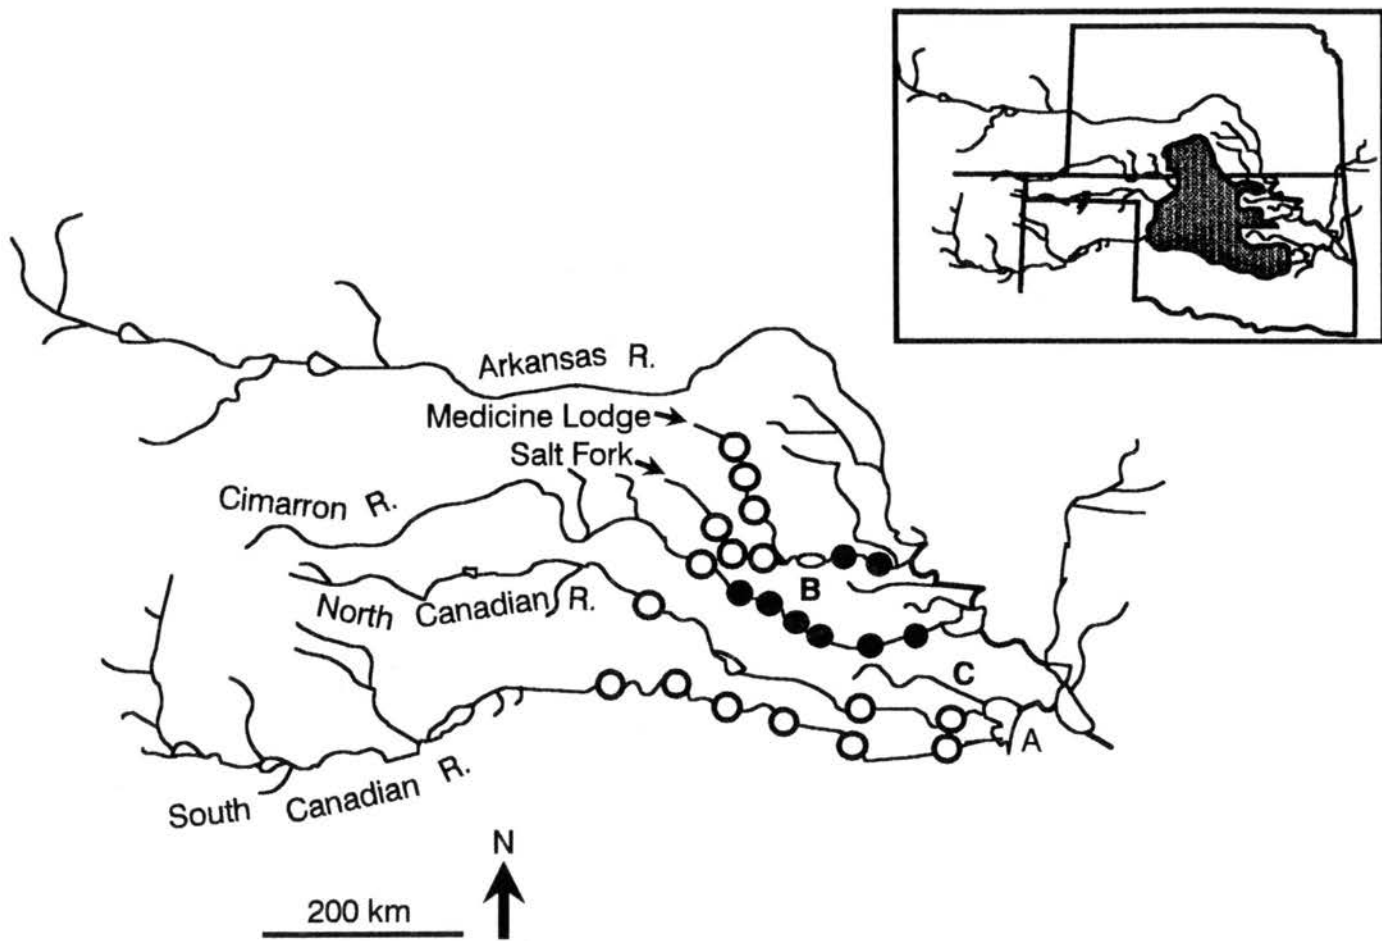 Arkansas R.
Medicine Lodge
Salt Fork
Cimarron R.
B
North Canadian R.
C
A
South Canadian R.
N
200 km